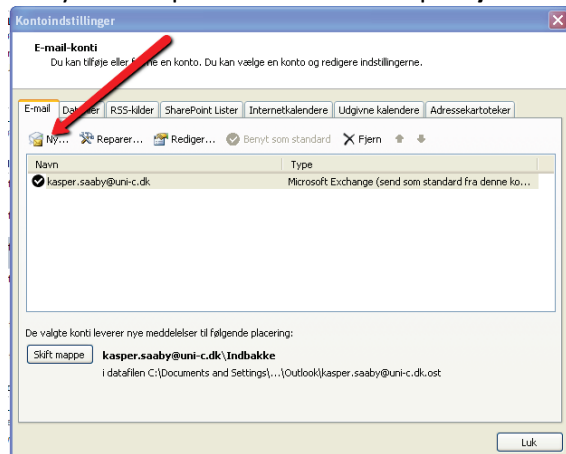 Kontoindstillinger
E-mail-konti
Du kan tilføje eller fjerne en konto. Du kan vælge en konto og redigere indstillingerne.
E-mail RSS-kilder SharePoint Lister Internetkalendere Udgivne kalendere Adressekartoteker
Ny... Reparer... Rediger... Benyt som standard Fjern
Navn Type
kasper.saaby@uni-c.dk Microsoft Exchange (send som standard fra denne ko...
De valgte konti leverer nye meddelelser til følgende placering:
Skift mappe kasper.saaby@uni-c.dk\Indbakke
i datafilen C:\Documents and Settings\...\Outlook\kasper.saaby@uni-c.dk.ost
Luk